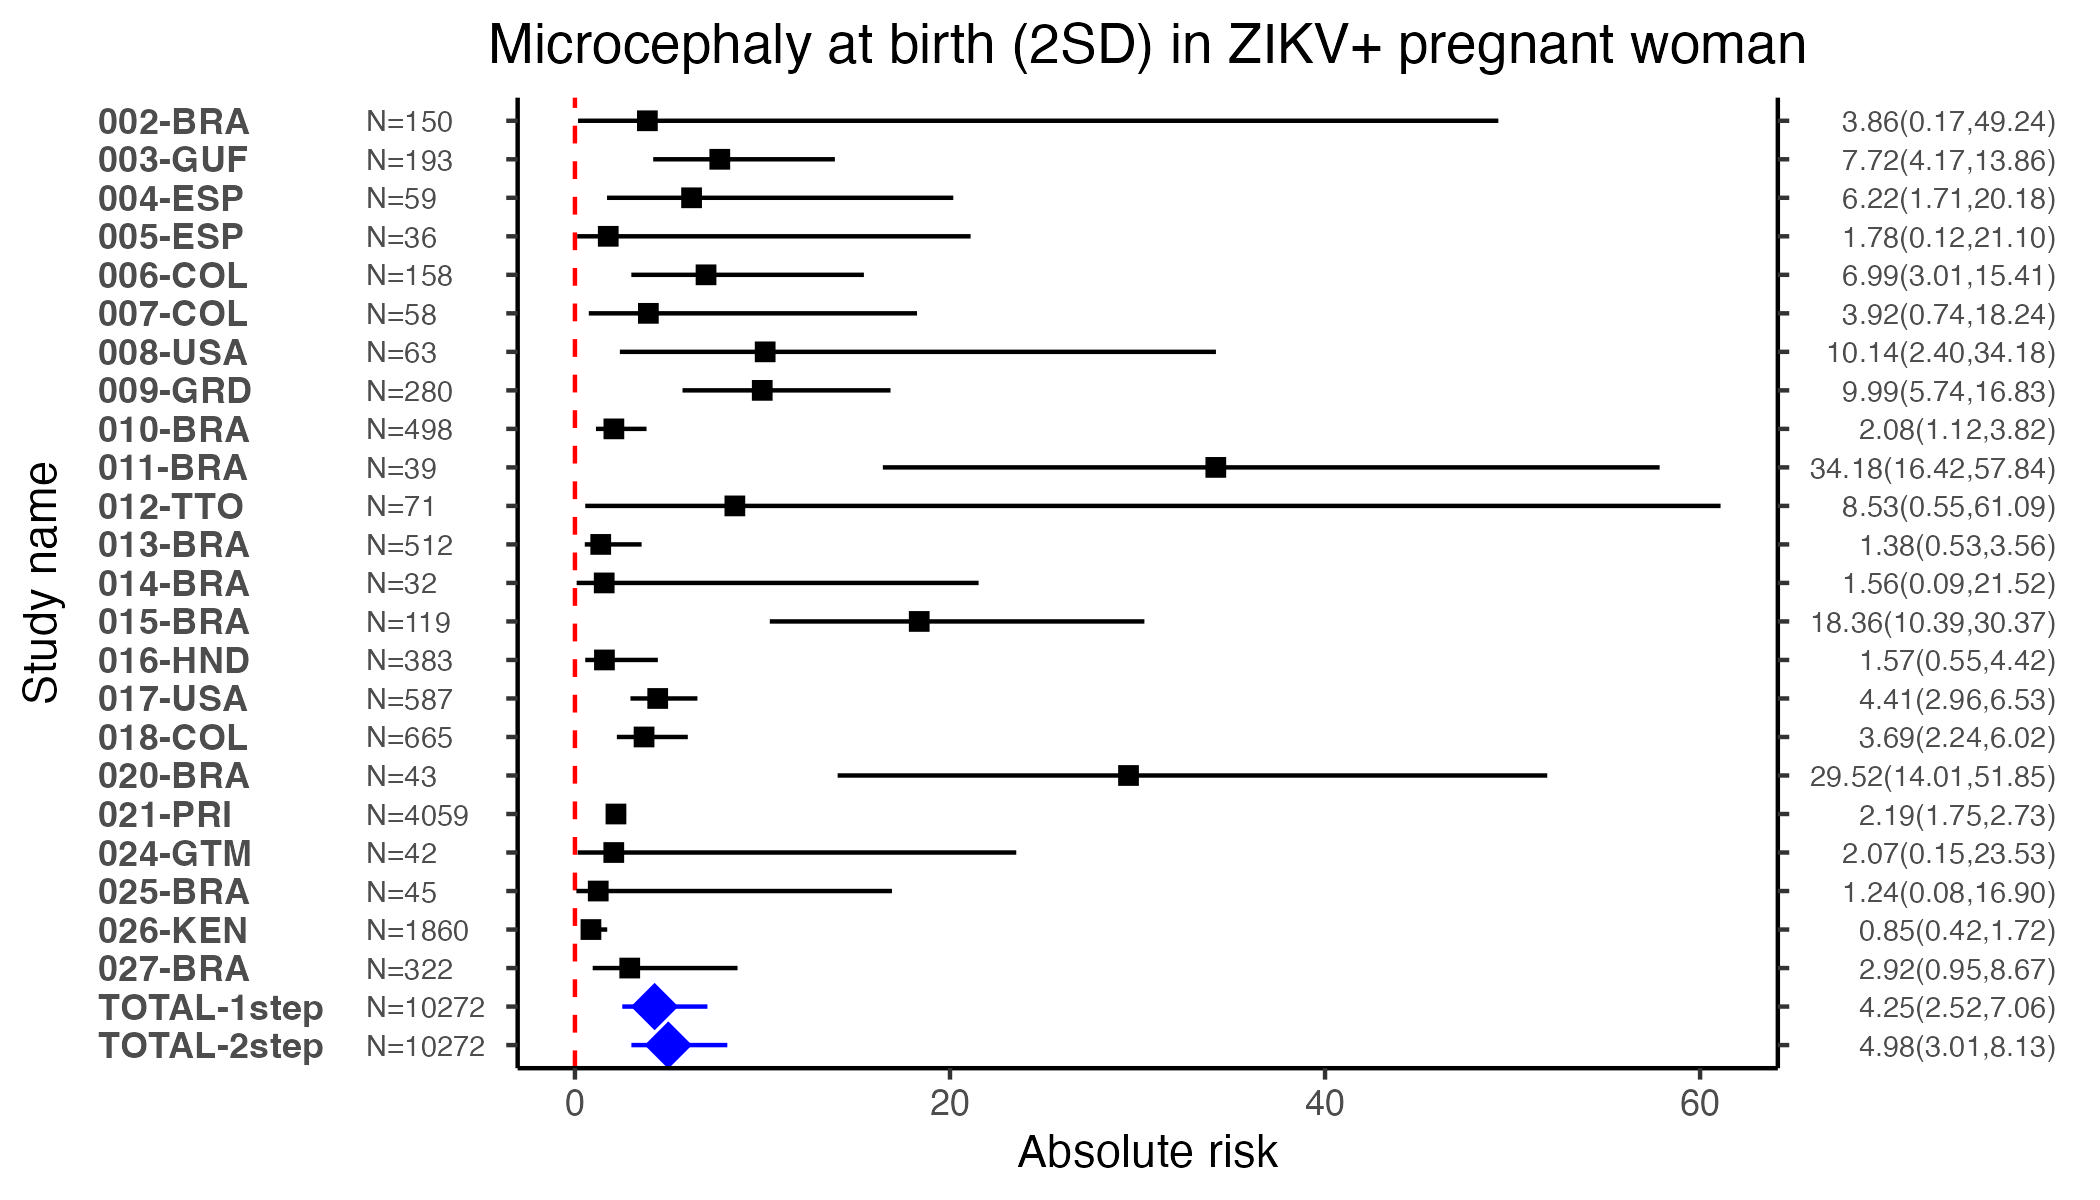 Microcephaly at birth (2SD) in ZIKV+ pregnant woman
Study name
002-BRA N=150 3.86(0.17,49.24)
003-GUF N=193 7.72(4.17,13.86)
004-ESP N=59 6.22(1.71,20.18)
005-ESP N=36 1.78(0.12,21.10)
006-COL N=158 6.99(3.01,15.41)
007-COL N=58 3.92(0.74,18.24)
008-USA N=63 10.14(2.40,34.18)
009-GRD N=280 9.99(5.74,16.83)
010-BRA N=498 2.08(1.12,3.82)
011-BRA N=39 34.18(16.42,57.84)
012-TTO N=71 8.53(0.55,61.09)
013-BRA N=512 1.38(0.53,3.56)
014-BRA N=32 1.56(0.09,21.52)
015-BRA N=119 18.36(10.39,30.37)
016-HND N=383 1.57(0.55,4.42)
017-USA N=587 4.41(2.96,6.53)
018-COL N=665 3.69(2.24,6.02)
020-BRA N=43 29.52(14.01,51.85)
021-PRI N=4059 2.19(1.75,2.73)
024-GTM N=42 2.07(0.15,23.53)
025-BRA N=45 1.24(0.08,16.90)
026-KEN N=1860 0.85(0.42,1.72)
027-BRA N=322 2.92(0.95,8.67)
TOTAL-1step N=10272 4.25(2.52,7.06)
TOTAL-2step N=10272 4.98(3.01,8.13)
0 20 40 60
Absolute risk